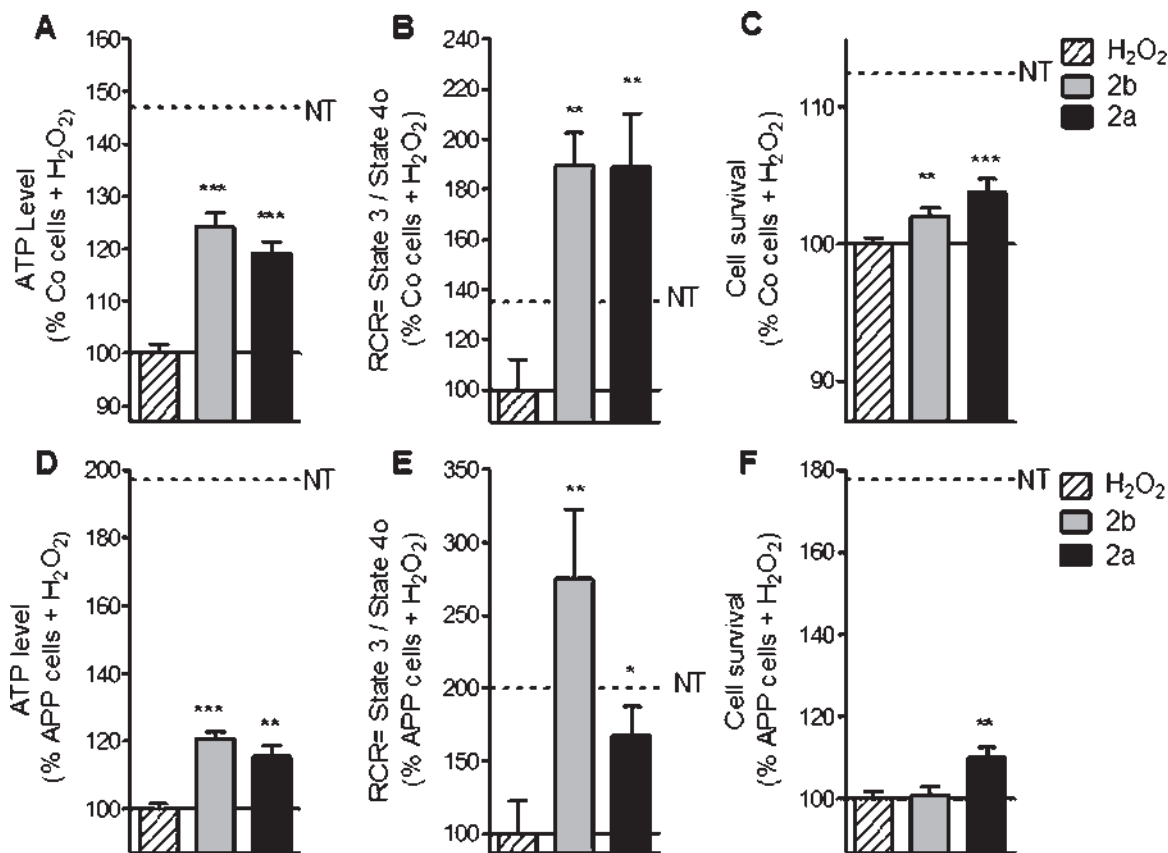 A
ATP Level
(% Co cells + H₂O₂)
160
150
140
130
120
110
100
90
NT
***
***
B
RCR= State 3 / State 4o
(% Co cells + H₂O₂)
240
220
200
180
160
140
120
100
NT
**
**
C
Cell survival
(% Co cells + H₂O₂)
110
100
90
NT
**
***
H₂O₂
2b
2a
D
ATP level
(% APP cells + H₂O₂)
200
180
160
140
120
100
NT
***
**
E
RCR= State 3 / State 4o
(% APP cells + H₂O₂)
350
300
250
200
150
100
NT
**
*
F
Cell survival
(% APP cells + H₂O₂)
180
160
140
120
100
NT
**
H₂O₂
2b
2a